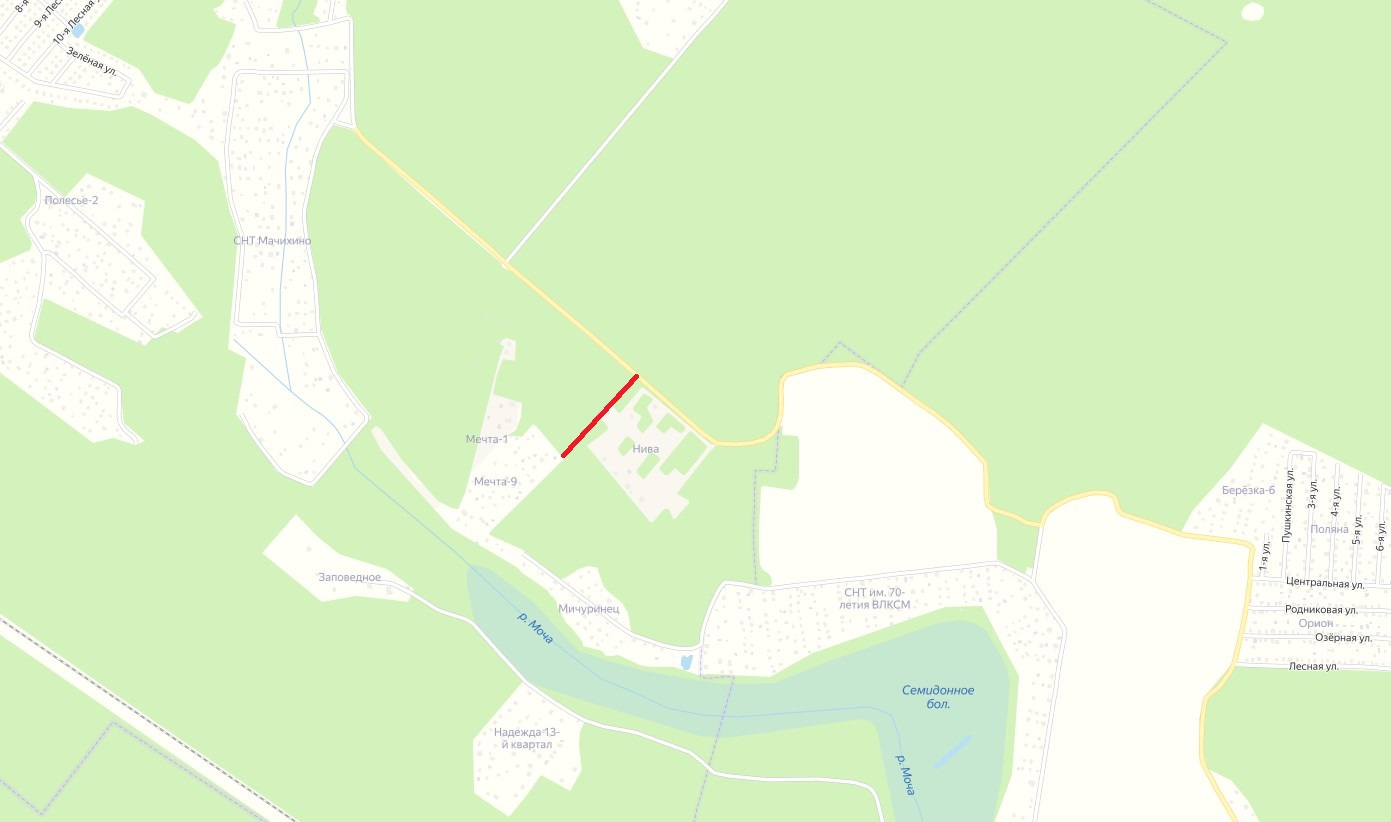 8-я Лес
9-я Лес
10-я Лесная у
Зелёная ул.
Полесье-2
СНТ Мачихино
Мечта-1
Мечта-9
Нива
Заповедное
Мичуринец
р. Моча
СНТ им. 70-
летия ВЛКСМ
Семидонное
бол.
р. Моча
Надежда 13-
й квартал
Берёзка-6
Поляна
Пушкинская ул.
1-я ул.
3-я ул.
4-я ул.
5-я ул.
6-я ул.
Центральная ул.
Родниковая ул.
Орион
Озёрная ул.
Лесная ул.